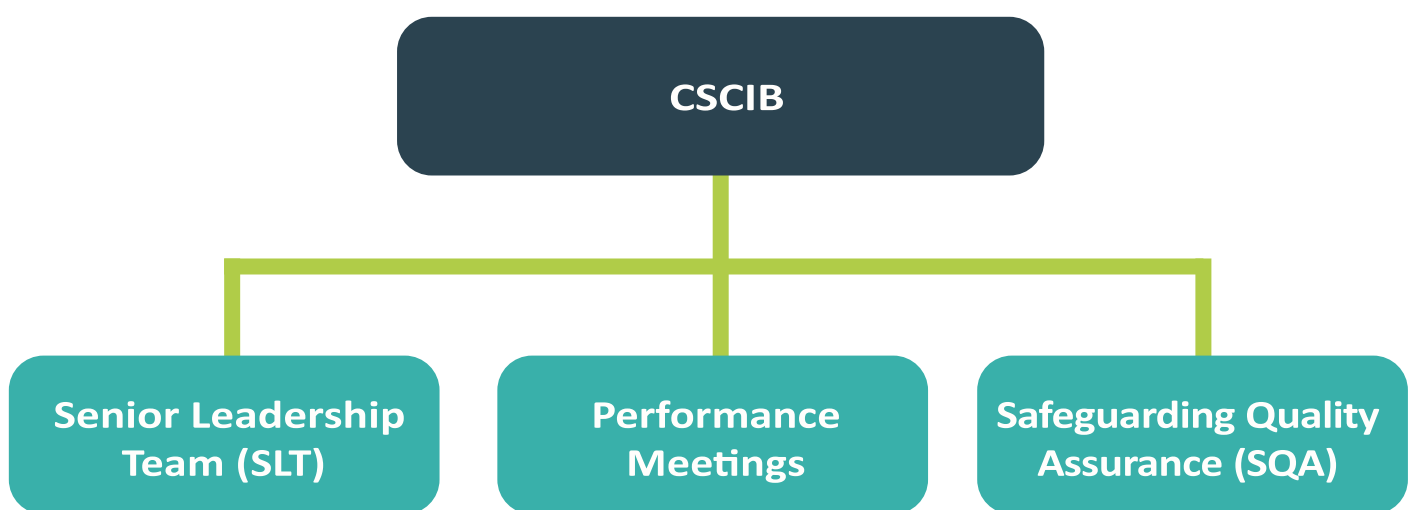 CSCIB
Senior Leadership
Team (SLT)
Performance
Meetings
Safeguarding Quality
Assurance (SQA)